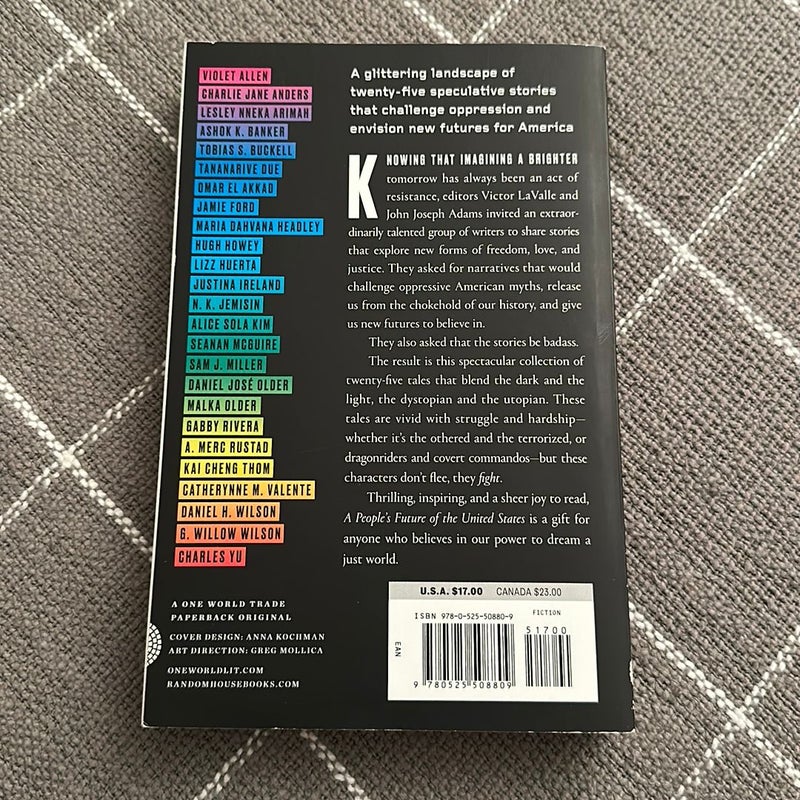 VIOLET ALLEN
CHARLIE JANE ANDERS
LESLEY NNEKA ARIMAH
ASHOK K. BANKER
TOBIAS S. BUCKELL
TANANARIVE DUE
OMAR EL AKKAD
JAMIE FORD
MARIA DAHVANA HEADLEY
HUGH HOWEY
LIZZ HUERTA
JUSTINA IRELAND
N. K. JEMISIN
ALICE SOLA KIM
SEANAN MCGUIRE
SAM J. MILLER
DANIEL JOSÉ OLDER
MALKA OLDER
GABBY RIVERA
A. MERC RUSTAD
KAI CHENG THOM
CATHERYNNE M. VALENTE
DANIEL H. WILSON
G. WILLOW WILSON
CHARLES YU
A ONE WORLD TRADE
PAPERBACK ORIGINAL
COVER DESIGN: ANNA KOCHMAN
ART DIRECTION: GREG MOLLICA
ONEWORLDLIT.COM
RANDOMHOUSEBOOKS.COM
A glittering landscape of
twenty-five speculative stories
that challenge oppression and
envision new futures for America
KNOWING THAT IMAGINING A BRIGHTER
tomorrow has always been an act of
resistance, editors Victor LaValle and
John Joseph Adams invited an extraor-
dinarily talented group of writers to share stories
that explore new forms of freedom, love, and
justice. They asked for narratives that would
challenge oppressive American myths, release
us from the chokehold of our history, and give
us new futures to believe in.
They also asked that the stories be badass.
The result is this spectacular collection of
twenty-five tales that blend the dark and the
light, the dystopian and the utopian. These
tales are vivid with struggle and hardship—
whether it's the othered and the terrorized, or
dragonriders and covert commandos—but these
characters don't flee, they fight.
Thrilling, inspiring, and a sheer joy to read,
A People's Future of the United States is a gift for
anyone who believes in our power to dream a
just world.
U.S.A. $17.00 CANADA $23.00
ISBN 978-0-525-50880-9 FICTION
51700
EAN
9 780525 508809